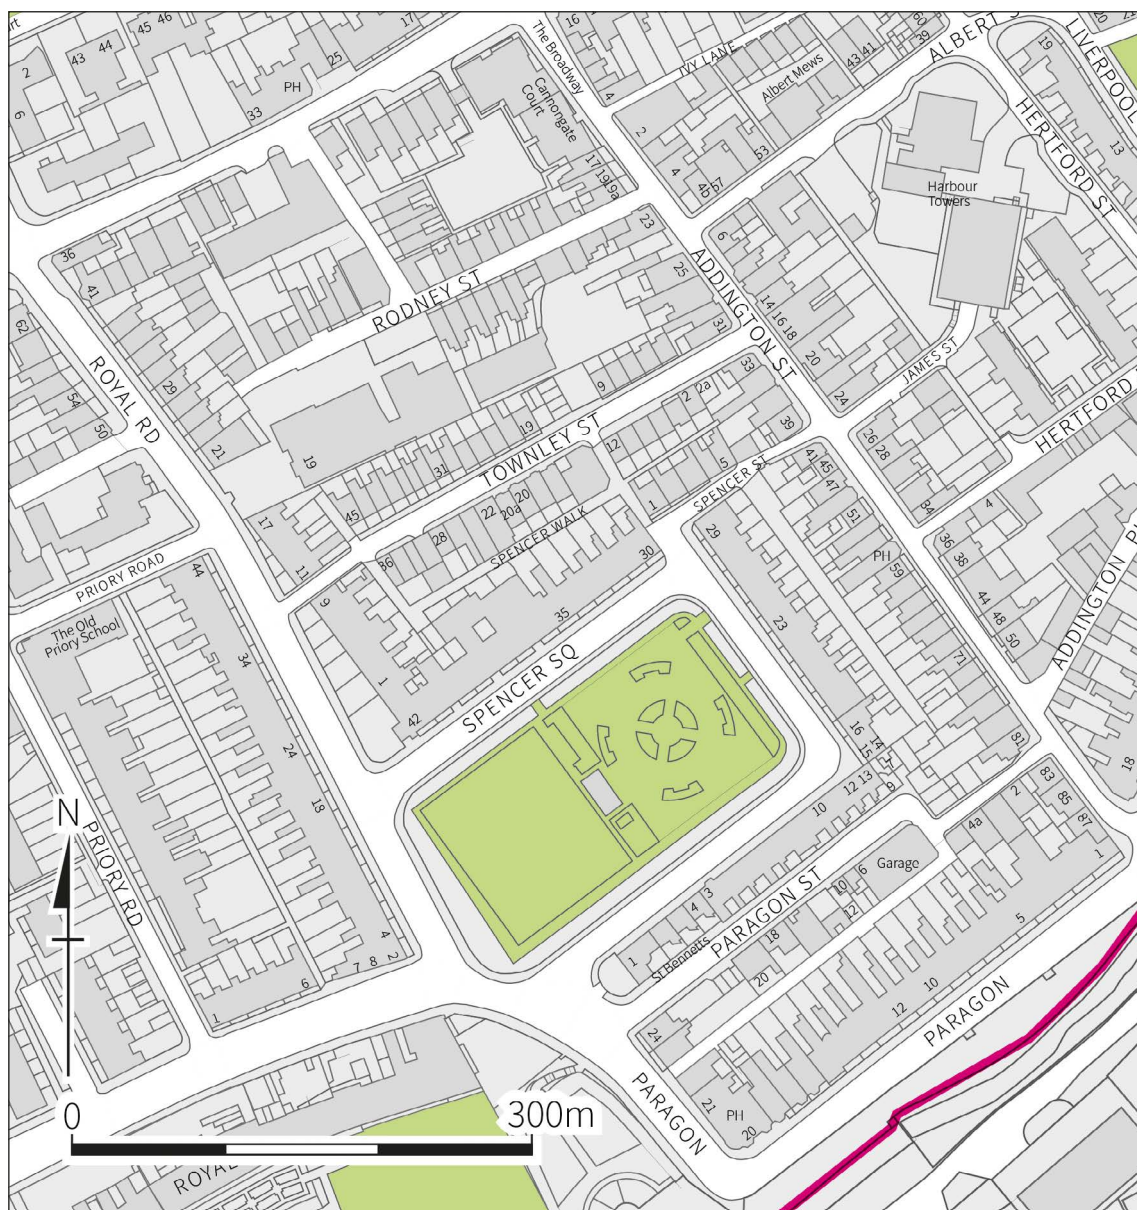 2
6
43
44
45
46
17
25
33
PH
The Broadway
16
4
IVY LANE
60
39
43 41
ALBERT S
LIVERPOOL
20
19
Cannongate
Court
Albert Mews
2
53
4
4b
57
17
19
19a
HERTFORD ST
13
Harbour
Towers
36
41
23
RODNEY ST
ADDINGTON ST
6
25
31
14
16
18
20
24
62
54
50
ROYAL RD
29
21
19
JAMES ST
33
2
2a
39
9
19
31
45
TOWNLEY ST
12
5
1
SPENCER ST
26
28
34
HERTFORD
41
45
47
51
PH
59
4
36
38
44
48
50
17
11
22
20a
20
28
36
SPENCER WALK
30
29
PRIORY ROAD
44
9
The Old
Priory School
34
35
1
42
SPENCER SQ
23
71
ADDINGTON P
24
18
16
15
14
81
18
N
PRIORY RD
10
12
13
9
83
85
87
2
4a
1
Garage
3
4
6
10
12
PARAGON ST
St.Bennetts
1
18
20
5
4
2
8
7
6
1
10
12
PARAGON
24
21
PH
20
PARAGON
0
300m
ROYAL